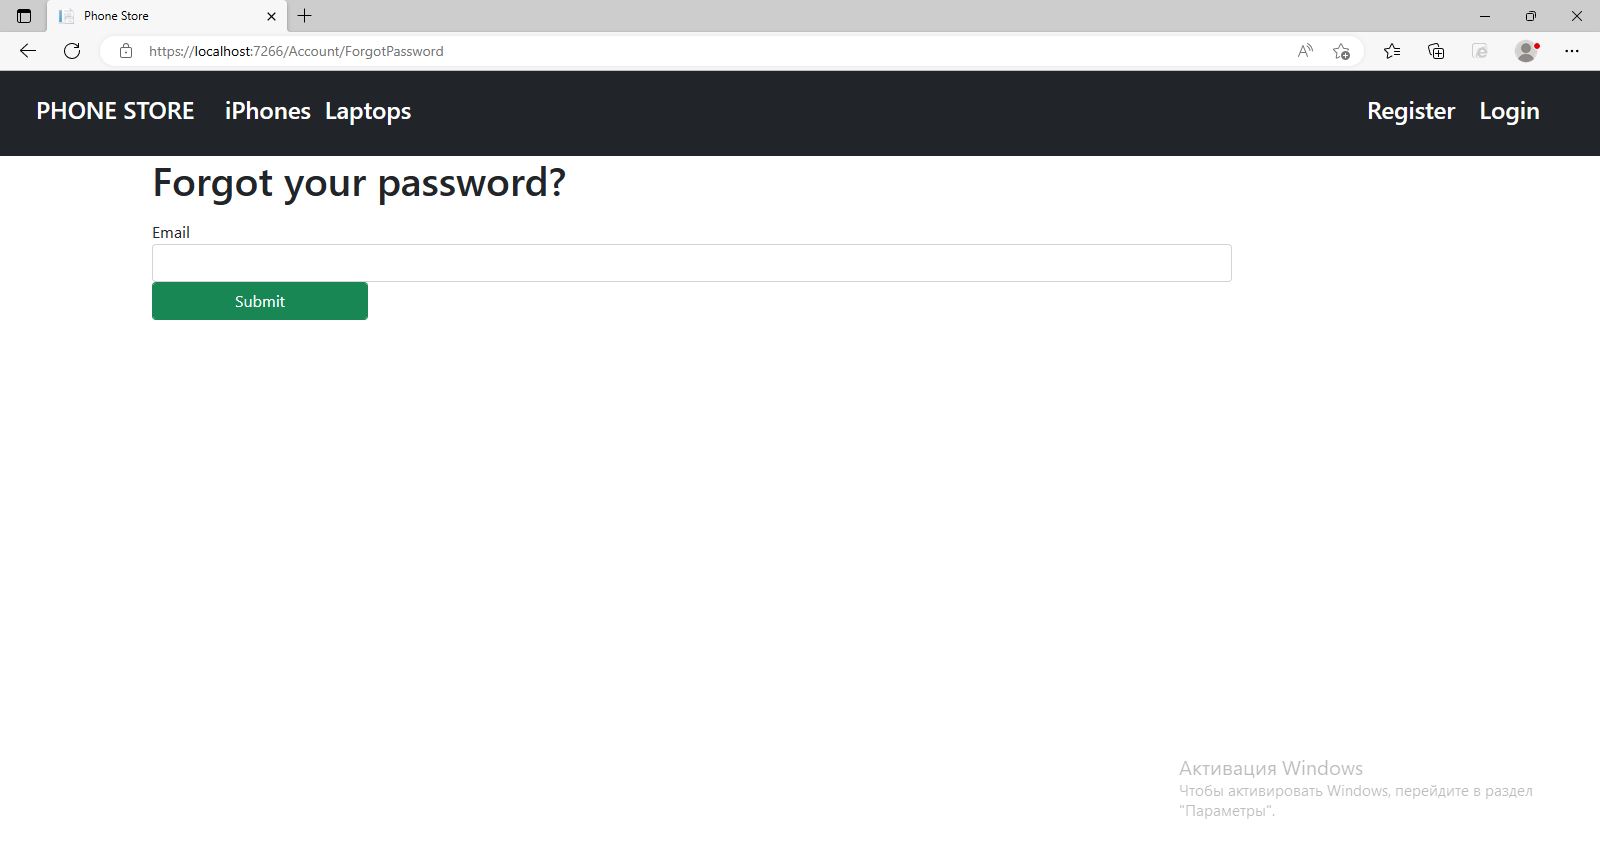 Phone Store
https://localhost:7266/Account/ForgotPassword
PHONE STORE iPhones Laptops Register Login
Forgot your password?
Email
Submit
Активация Windows
Чтобы активировать Windows, перейдите в раздел
"Параметры".